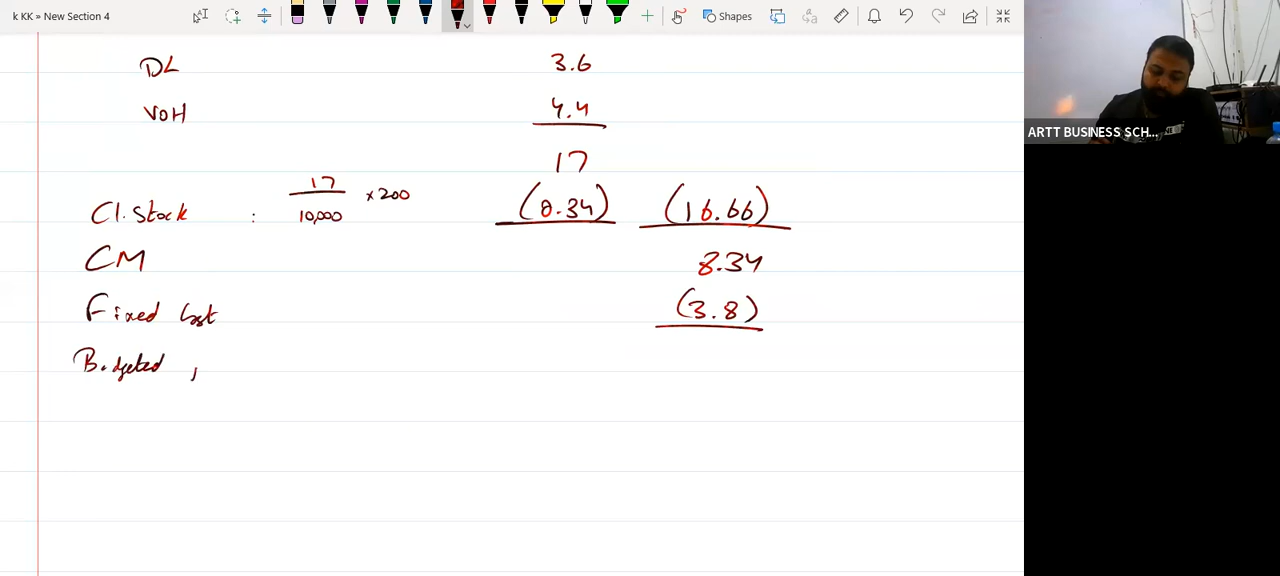 k KK » New Section 4
Shapes
DL 3.6
VOH 4.4
17
Cl. Stock : 17/10,000 x 200 (0.34) (16.66)
CM 8.34
Fixed Cost (3.8)
Budgeted
ARTT BUSINESS SCH...